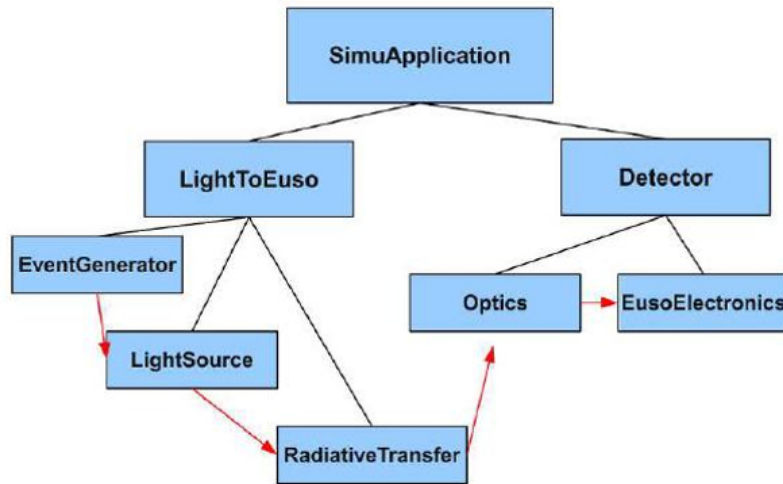 SimuApplication
LightToEuso
Detector
EventGenerator
Optics
EusoElectronics
LightSource
RadiativeTransfer